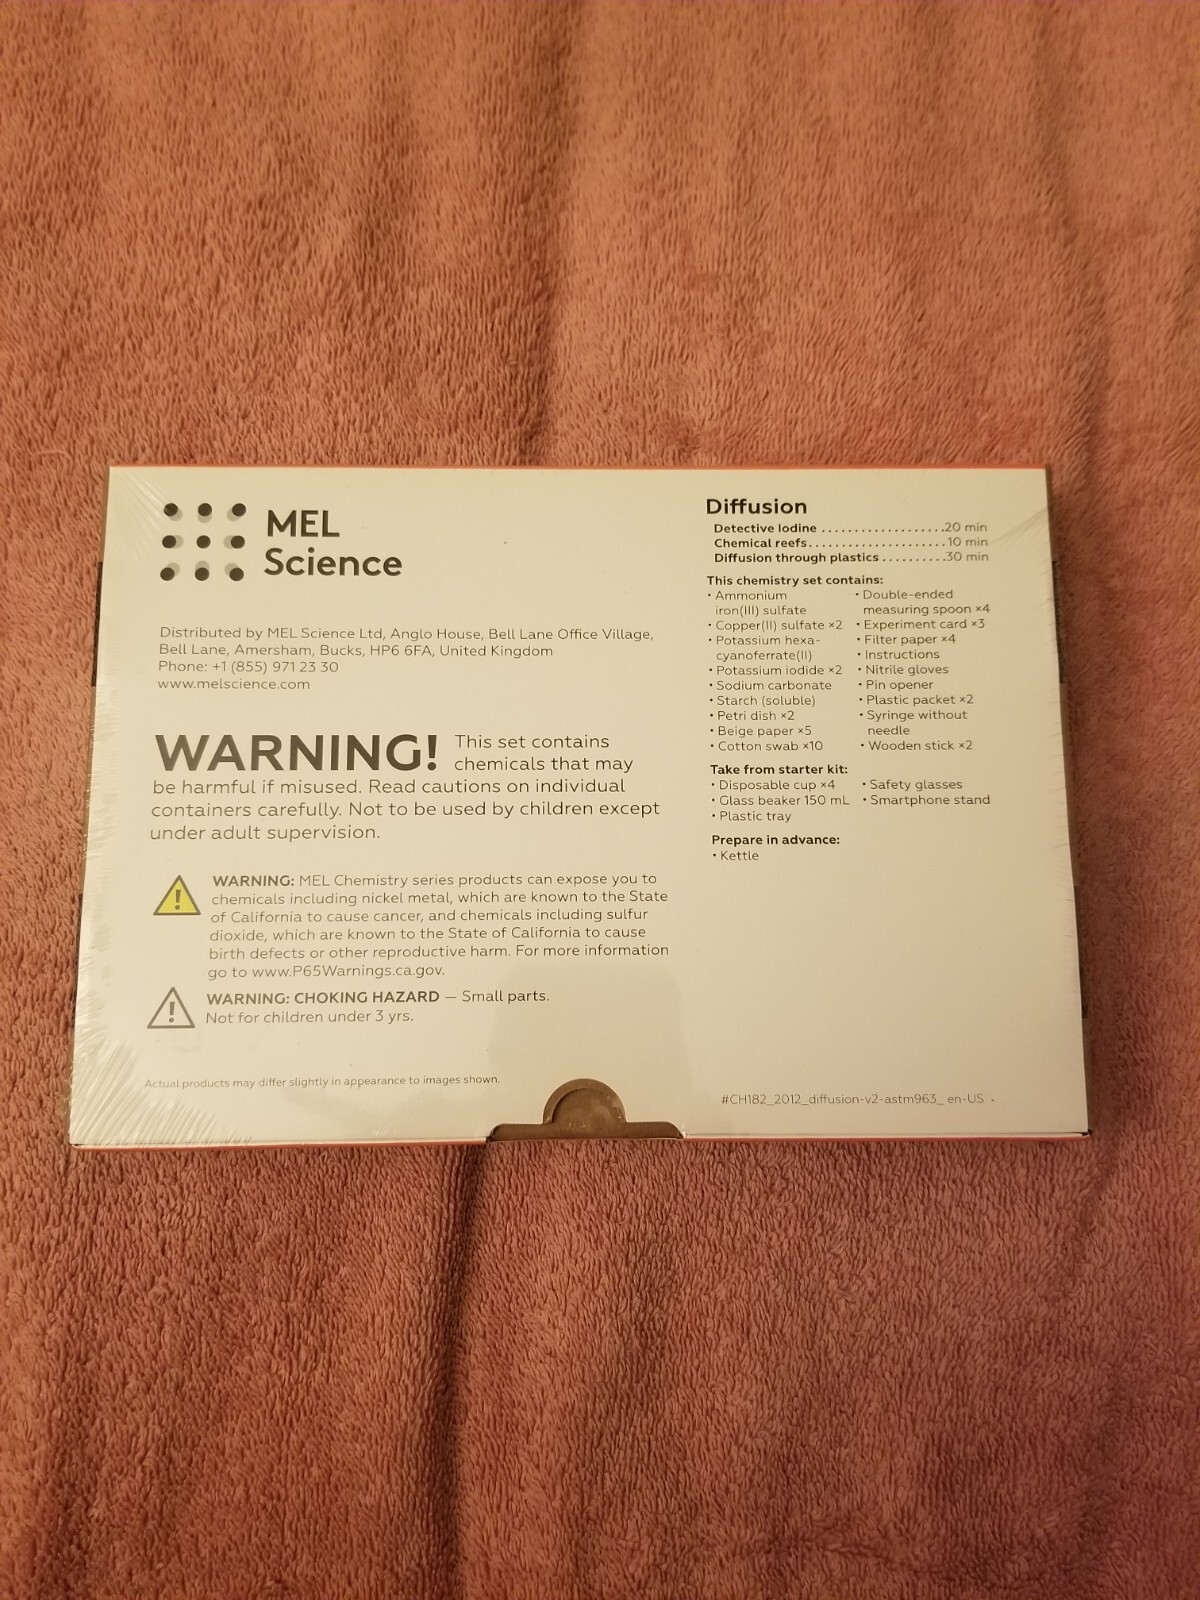 MEL
Science
Distributed by MEL Science Ltd, Anglo House, Bell Lane Office Village,
Bell Lane, Amersham, Bucks, HP6 6FA, United Kingdom
Phone: +1 (855) 971 23 30
www.melscience.com
WARNING! This set contains
chemicals that may
be harmful if misused. Read cautions on individual
containers carefully. Not to be used by children except
under adult supervision.
WARNING: MEL Chemistry series products can expose you to
chemicals including nickel metal, which are known to the State
of California to cause cancer, and chemicals including sulfur
dioxide, which are known to the State of California to cause
birth defects or other reproductive harm. For more information
go to www.P65Warnings.ca.gov.
WARNING: CHOKING HAZARD — Small parts.
Not for children under 3 yrs.
Actual products may differ slightly in appearance to images shown.
Diffusion
Detective Iodine ...................20 min
Chemical reefs......................10 min
Diffusion through plastics ..........30 min
This chemistry set contains:
• Ammonium
iron(III) sulfate
• Copper(II) sulfate ×2
• Potassium hexa-
cyanoferrate(II)
• Potassium iodide ×2
• Sodium carbonate
• Starch (soluble)
• Petri dish ×2
• Beige paper ×5
• Cotton swab ×10
• Double-ended
measuring spoon ×4
• Experiment card ×3
• Filter paper ×4
• Instructions
• Nitrile gloves
• Pin opener
• Plastic packet ×2
• Syringe without
needle
• Wooden stick ×2
Take from starter kit:
• Disposable cup ×4
• Glass beaker 150 mL
• Plastic tray
• Safety glasses
• Smartphone stand
Prepare in advance:
• Kettle
#CH182_2012_diffusion-v2-astm963_ en-US